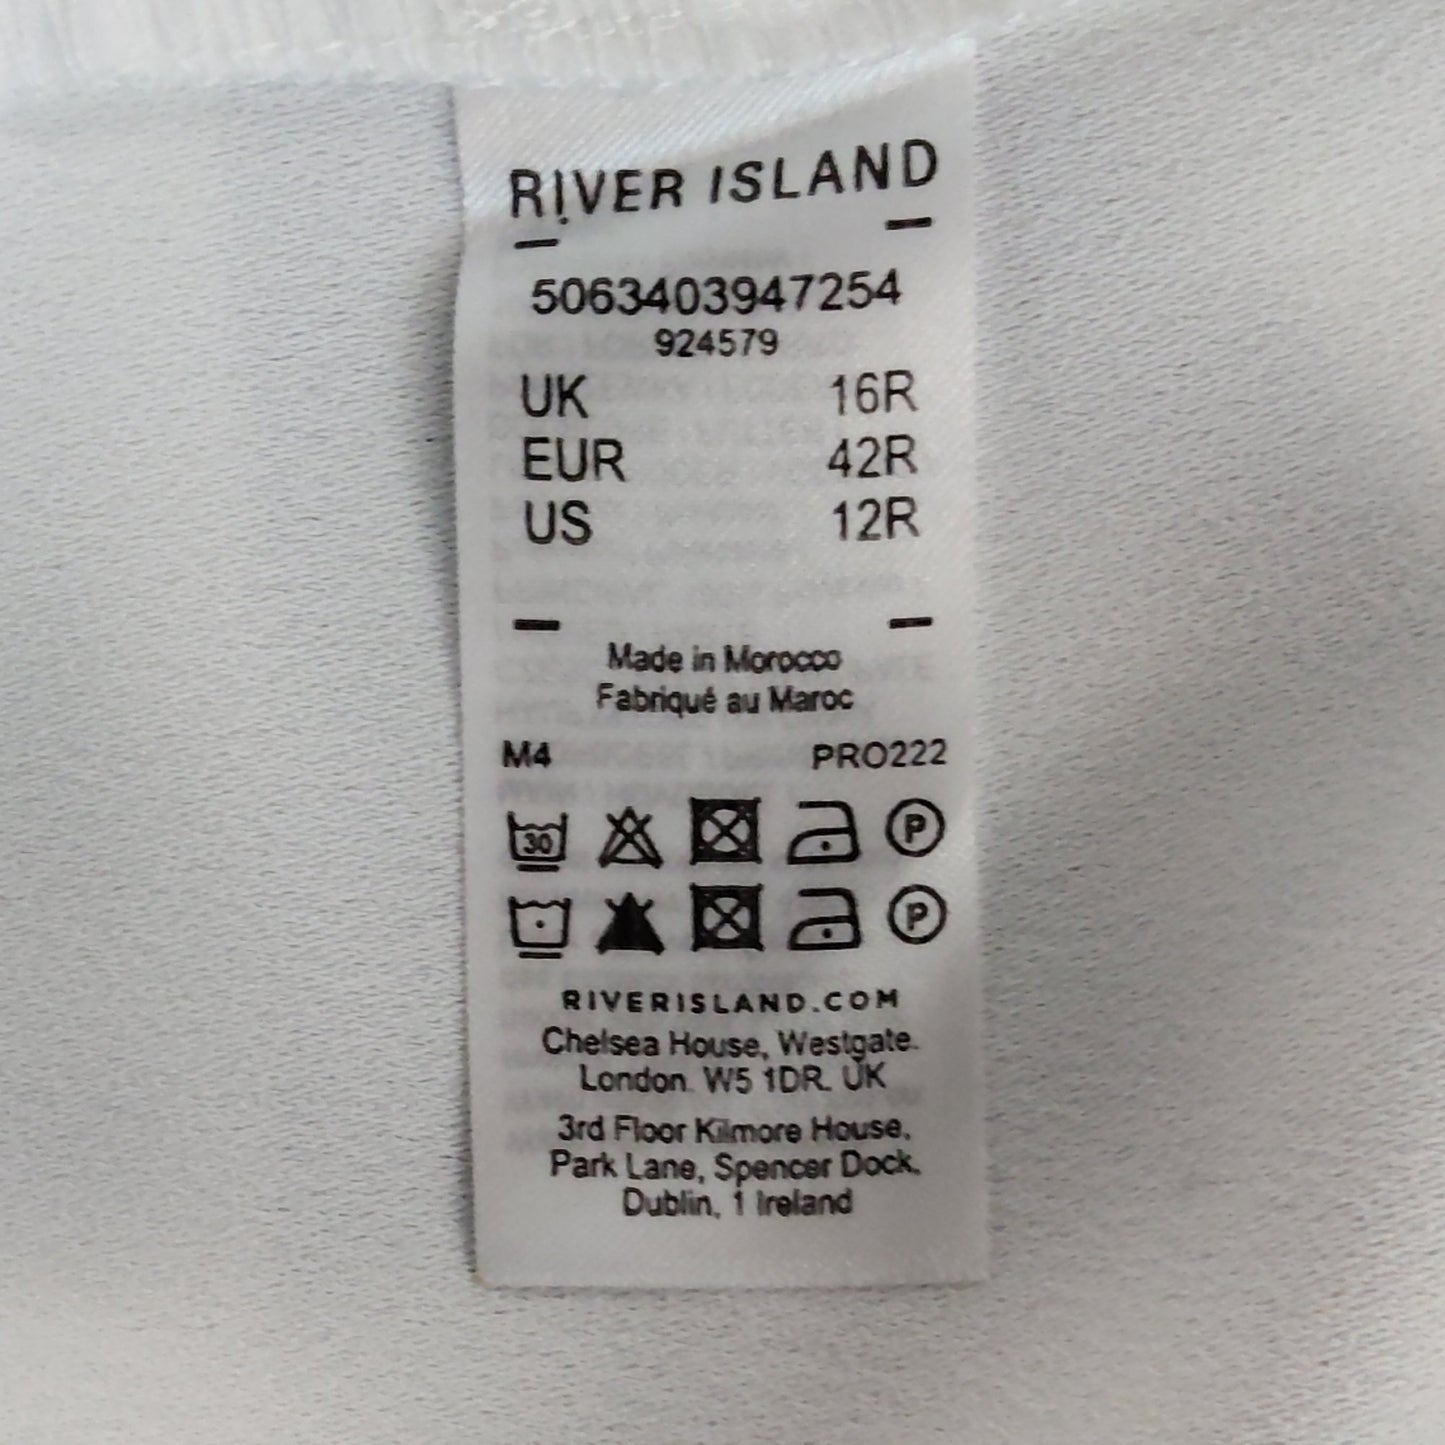 RIVER ISLAND
5063403947254
924579
UK 16R
EUR 42R
US 12R
Made in Morocco
Fabriqué au Maroc
M4 PRO222
30 P
P
RIVERISLAND.COM
Chelsea House, Westgate.
London. W5 1DR. UK
3rd Floor Kilmore House,
Park Lane, Spencer Dock,
Dublin, 1 Ireland